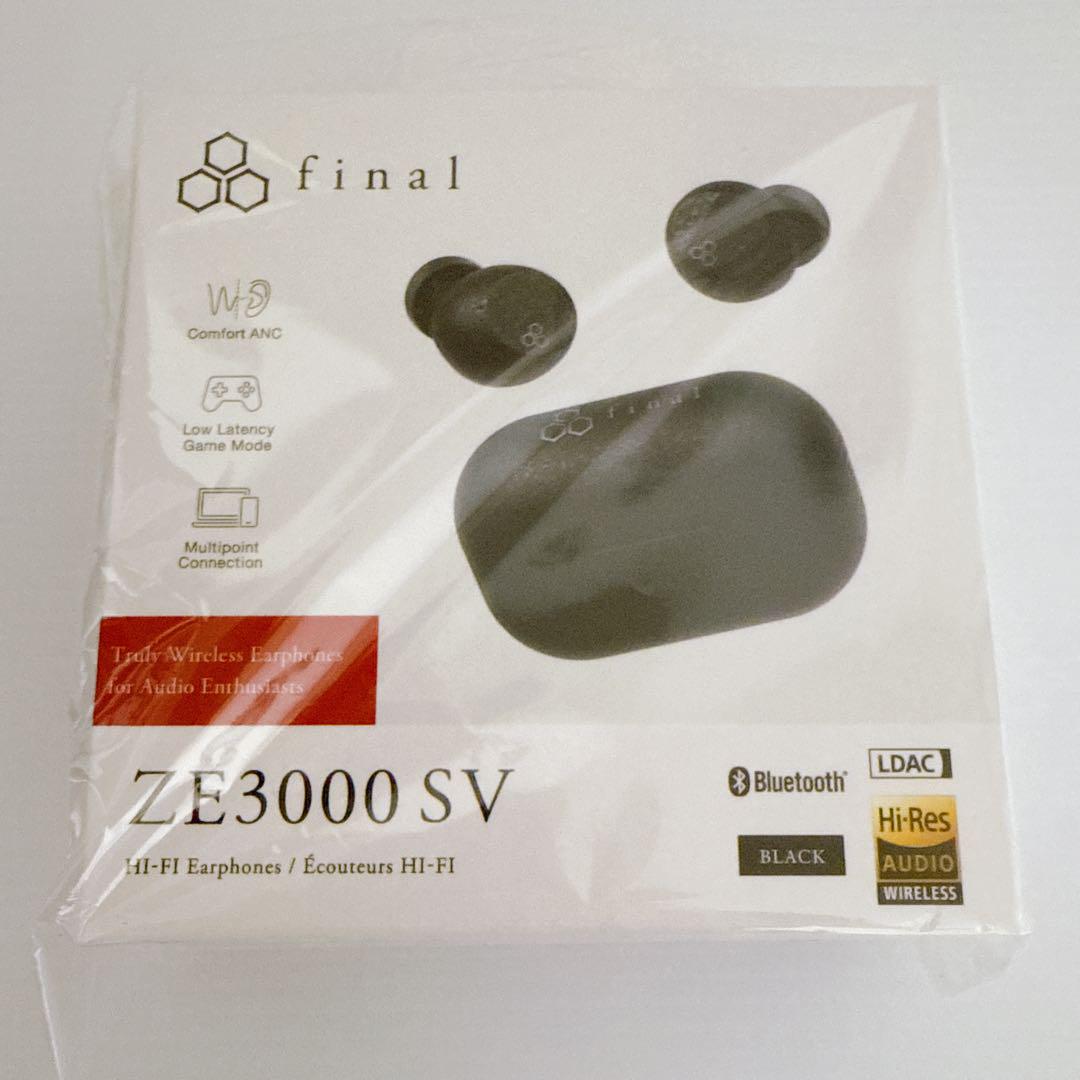 final
Comfort ANC
Low Latency
Game Mode
Multipoint
Connection
final
Truly Wireless Earphones
for Audio Enthusiasts
ZE3000 SV
HI-FI Earphones / Écouteurs HI-FI
Bluetooth®
BLACK
LDAC
Hi-Res
AUDIO
WIRELESS